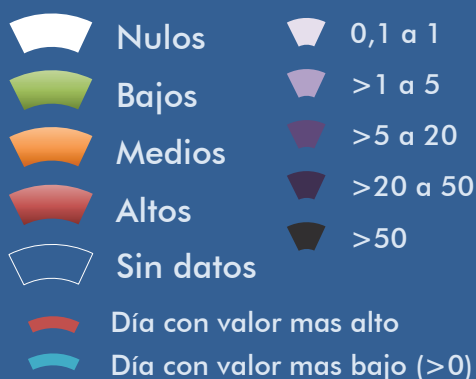 Nulos
Bajos
Medios
Altos
Sin datos
0,1 a 1
>1 a 5
>5 a 20
>20 a 50
>50
Día con valor mas alto
Día con valor mas bajo (>0)